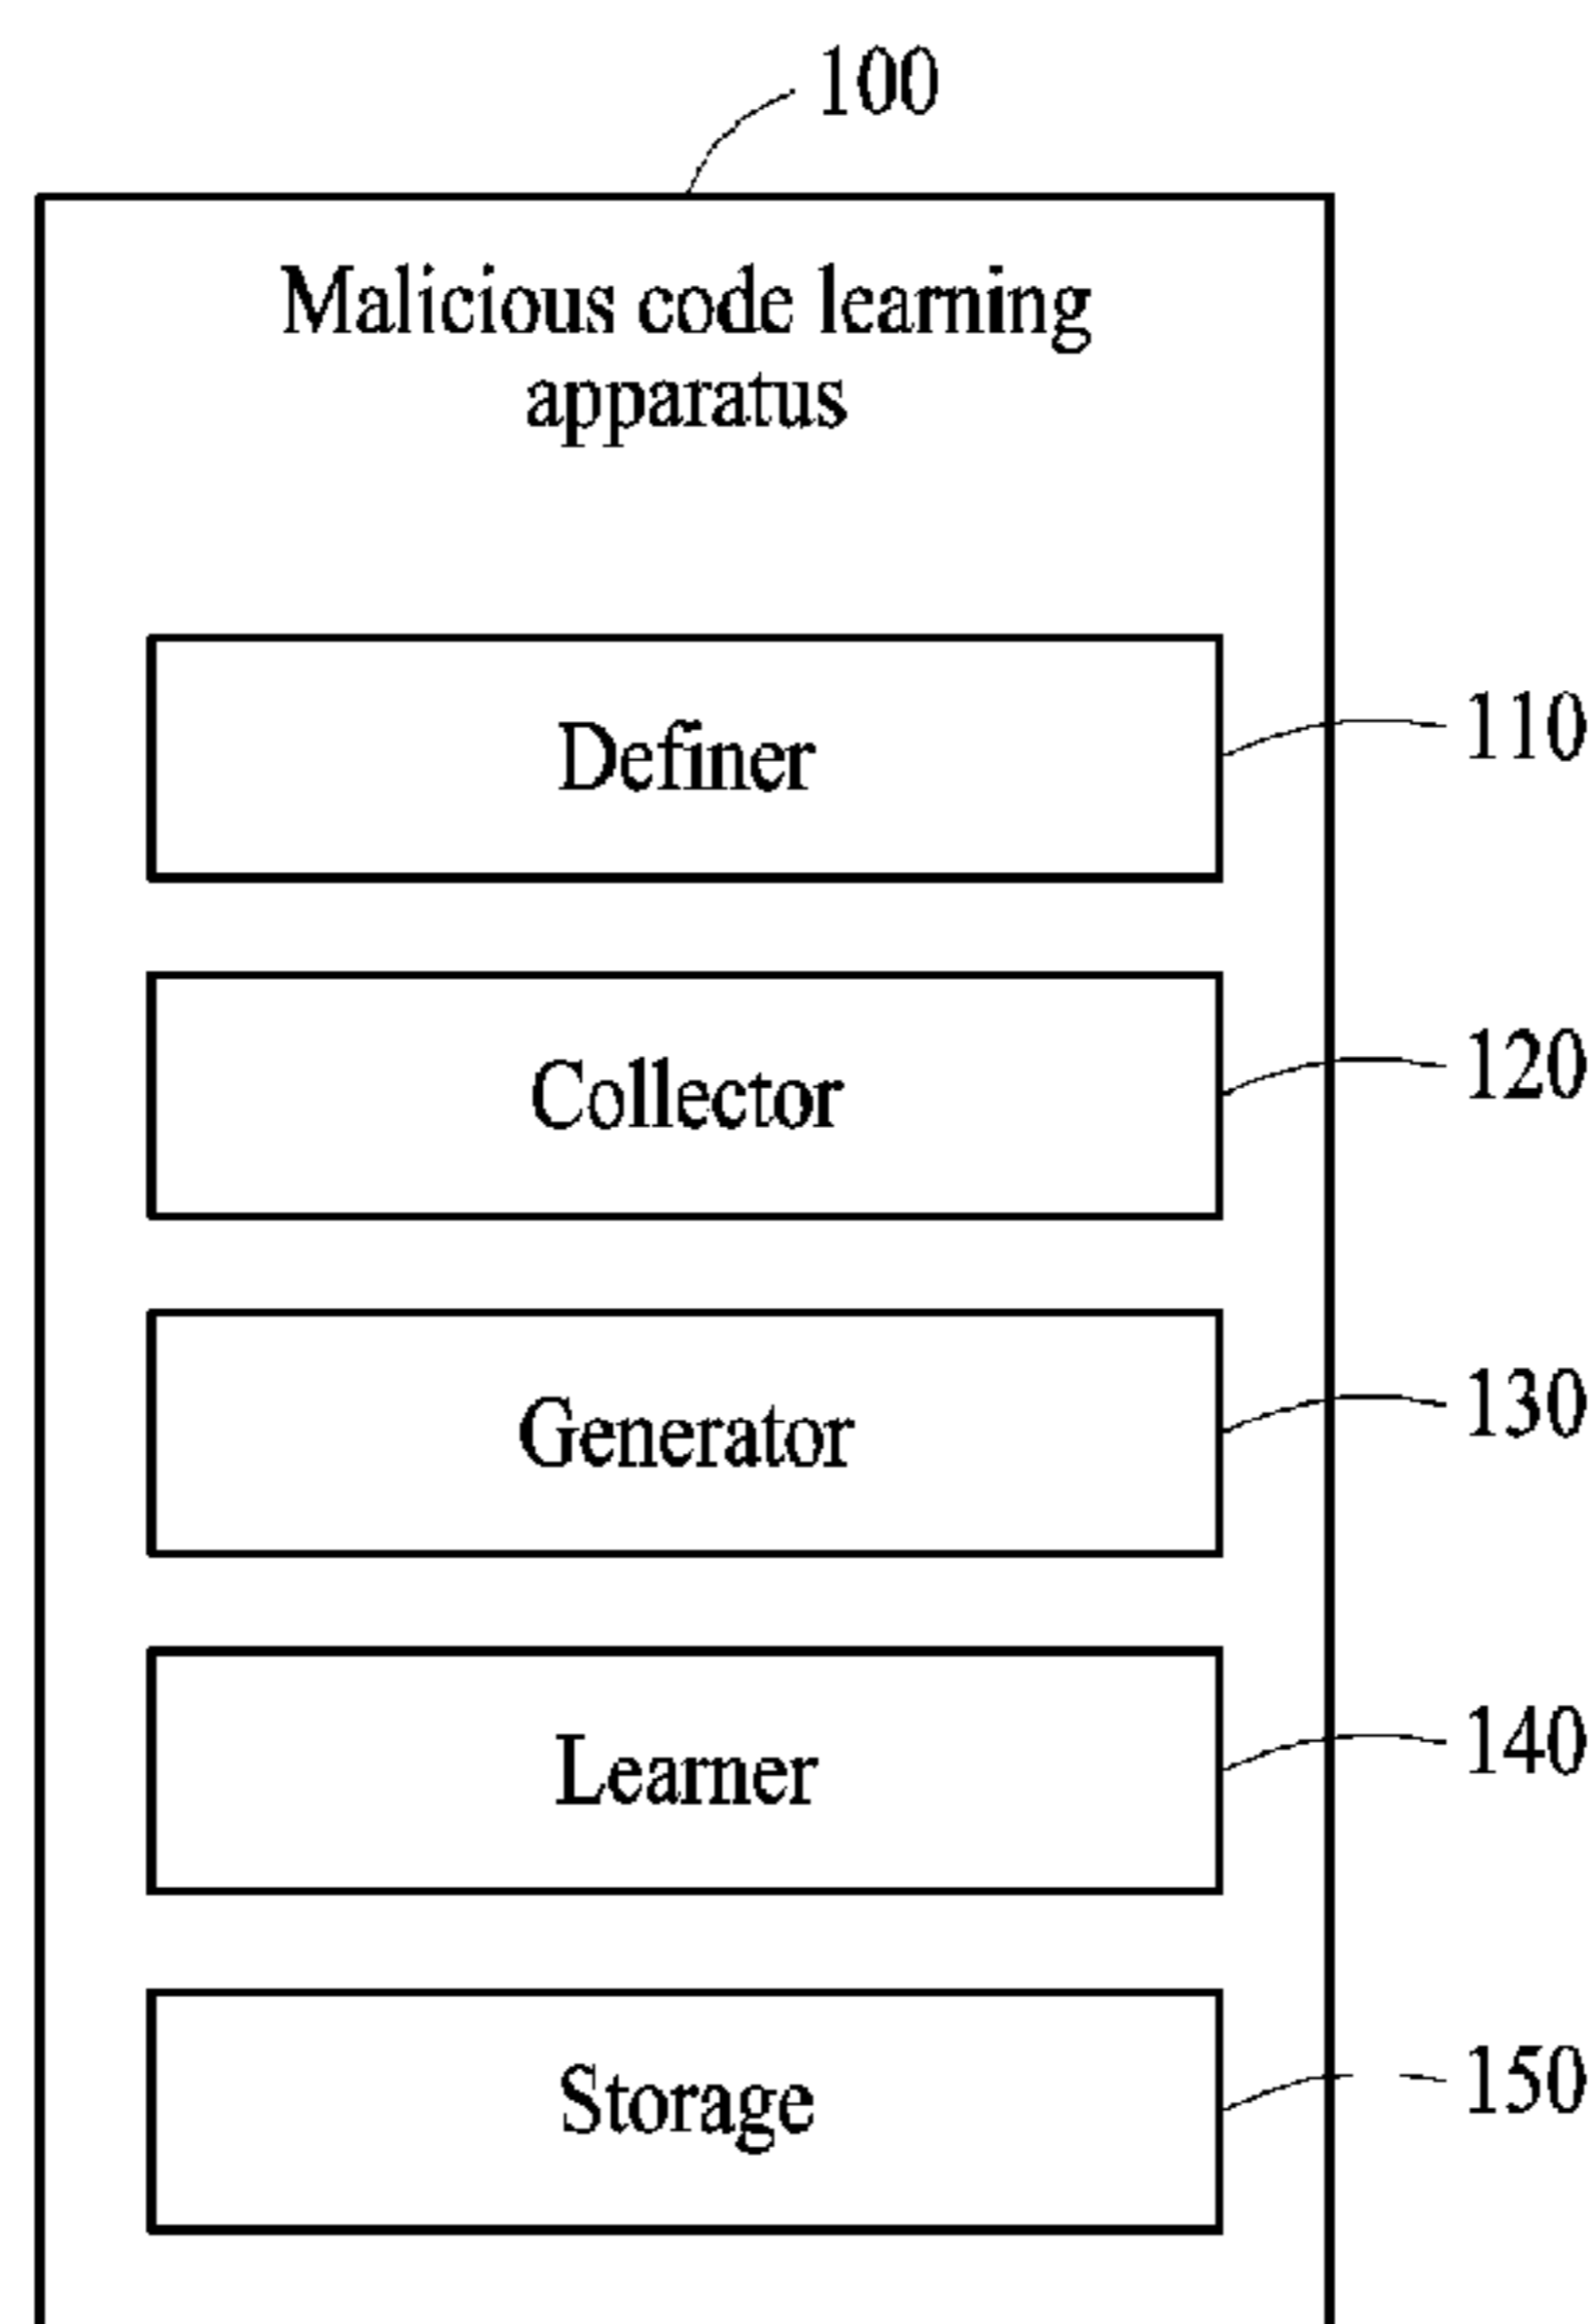 100
Malicious code learning
apparatus
Definer
110
Collector
120
Generator
130
Learner
140
Storage
150